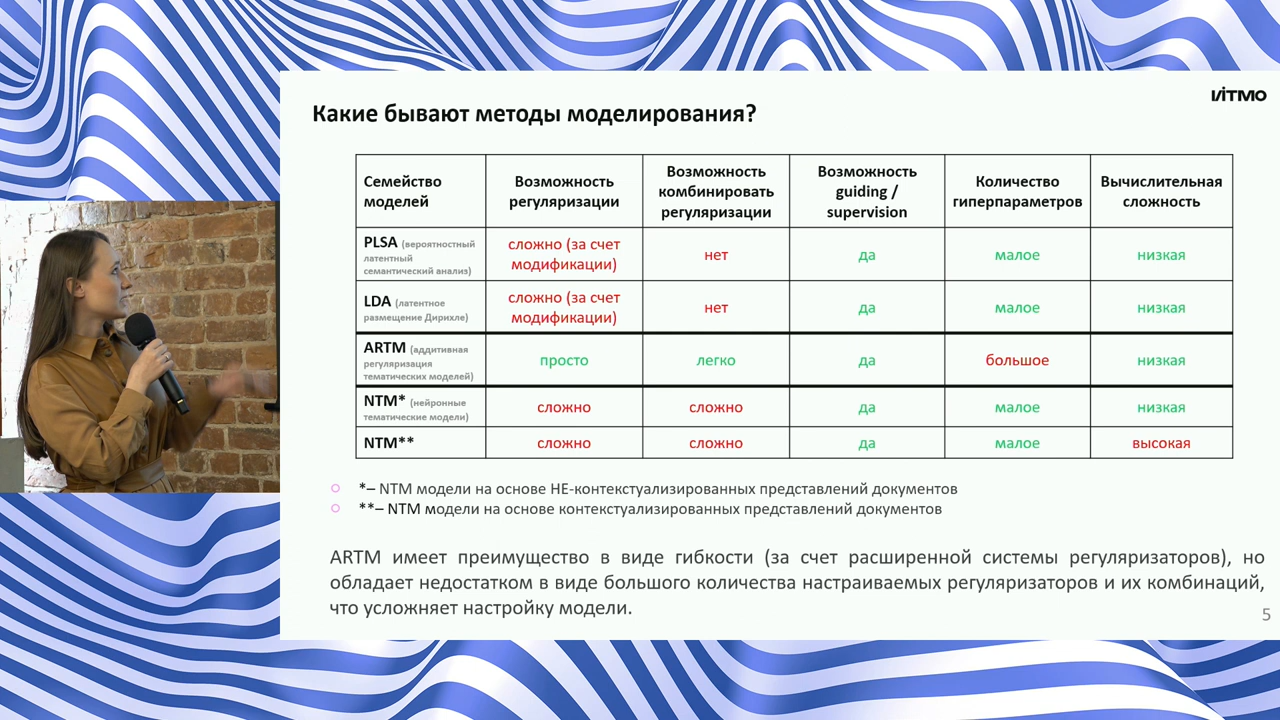 ИТМО
Какие бывают методы моделирования?
Семейство моделей
Возможность регуляризации
Возможность комбинировать регуляризации
Возможность guiding / supervision
Количество гиперпараметров
Вычислительная сложность
PLSA (вероятностный латентный семантический анализ)
сложно (за счет модификации)
нет
да
малое
низкая
LDA (латентное размещение Дирихле)
сложно (за счет модификации)
нет
да
малое
низкая
ARTM (аддитивная регуляризация тематических моделей)
просто
легко
да
большое
низкая
NTM* (нейронные тематические модели)
сложно
сложно
да
малое
низкая
NTM**
сложно
сложно
да
малое
высокая
*– NTM модели на основе НЕ-контекстуализированных представлений документов
**– NTM модели на основе контекстуализированных представлений документов
ARTM имеет преимущество в виде гибкости (за счет расширенной системы регуляризаторов), но
обладает недостатком в виде большого количества настраиваемых регуляризаторов и их комбинаций,
что усложняет настройку модели.
5